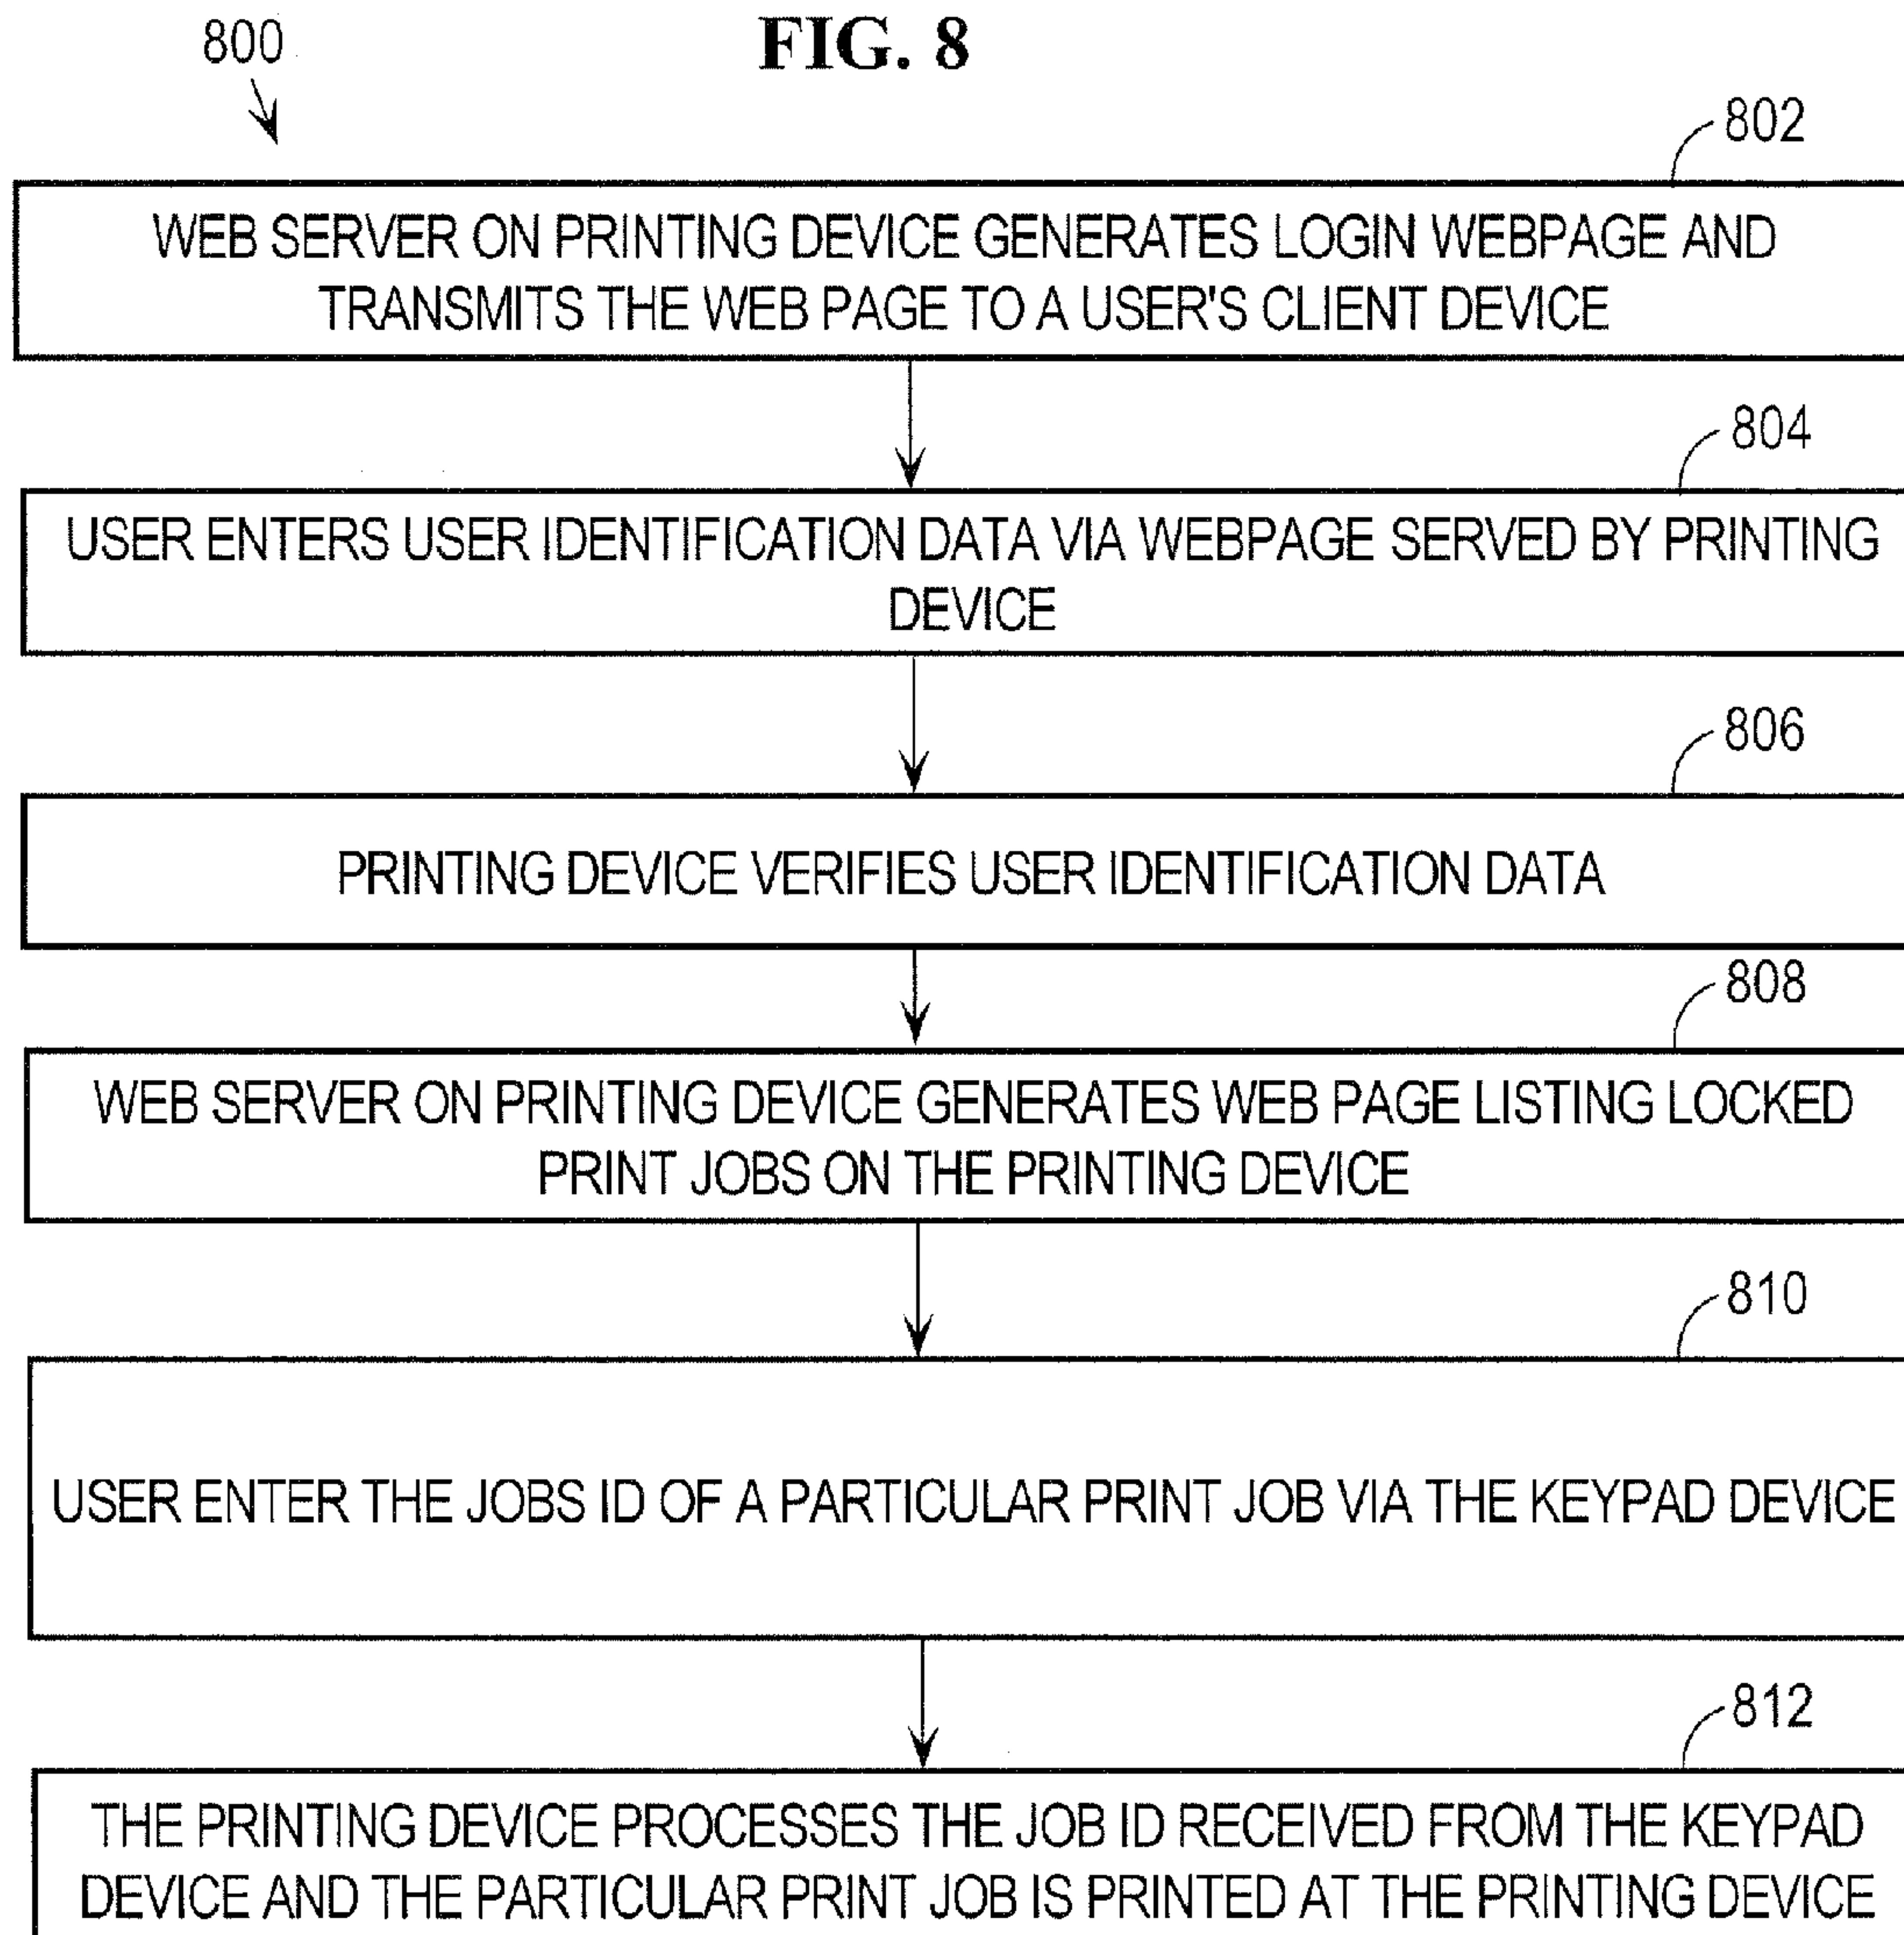 FIG. 8
800
802
WEB SERVER ON PRINTING DEVICE GENERATES LOGIN WEBPAGE AND
TRANSMITS THE WEB PAGE TO A USER'S CLIENT DEVICE
804
USER ENTERS USER IDENTIFICATION DATA VIA WEBPAGE SERVED BY PRINTING
DEVICE
806
PRINTING DEVICE VERIFIES USER IDENTIFICATION DATA
808
WEB SERVER ON PRINTING DEVICE GENERATES WEB PAGE LISTING LOCKED
PRINT JOBS ON THE PRINTING DEVICE
810
USER ENTER THE JOBS ID OF A PARTICULAR PRINT JOB VIA THE KEYPAD DEVICE
812
THE PRINTING DEVICE PROCESSES THE JOB ID RECEIVED FROM THE KEYPAD
DEVICE AND THE PARTICULAR PRINT JOB IS PRINTED AT THE PRINTING DEVICE